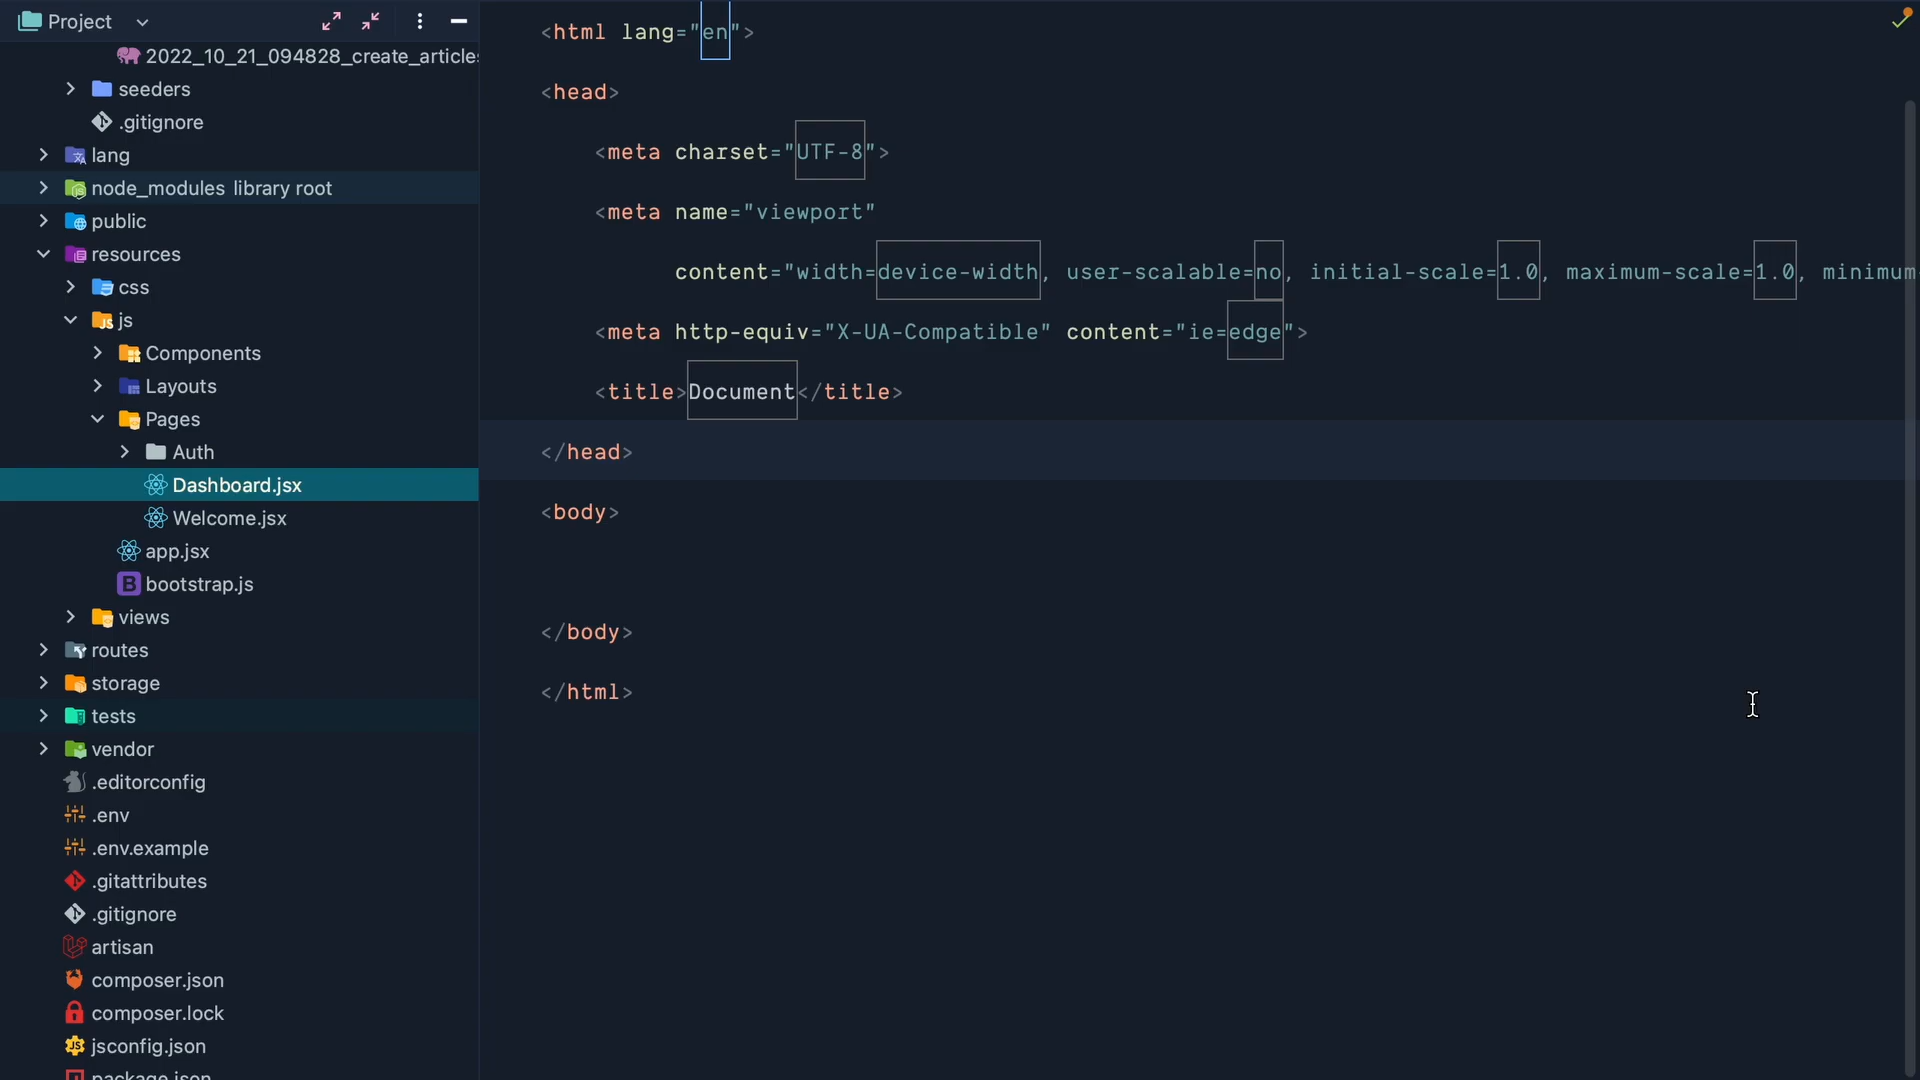 Project
2022_10_21_094828_create_article
seeders
.gitignore
lang
node_modules library root
public
resources
css
js
Components
Layouts
Pages
Auth
Dashboard.jsx
Welcome.jsx
app.jsx
bootstrap.js
views
routes
storage
tests
vendor
.editorconfig
.env
.env.example
.gitattributes
.gitignore
artisan
composer.json
composer.lock
jsconfig.json
package.json
<html lang="en">
<head>
<meta charset="UTF-8">
<meta name="viewport"
content="width=device-width, user-scalable=no, initial-scale=1.0, maximum-scale=1.0, minimum
<meta http-equiv="X-UA-Compatible" content="ie=edge">
<title>Document</title>
</head>
<body>
</body>
</html>